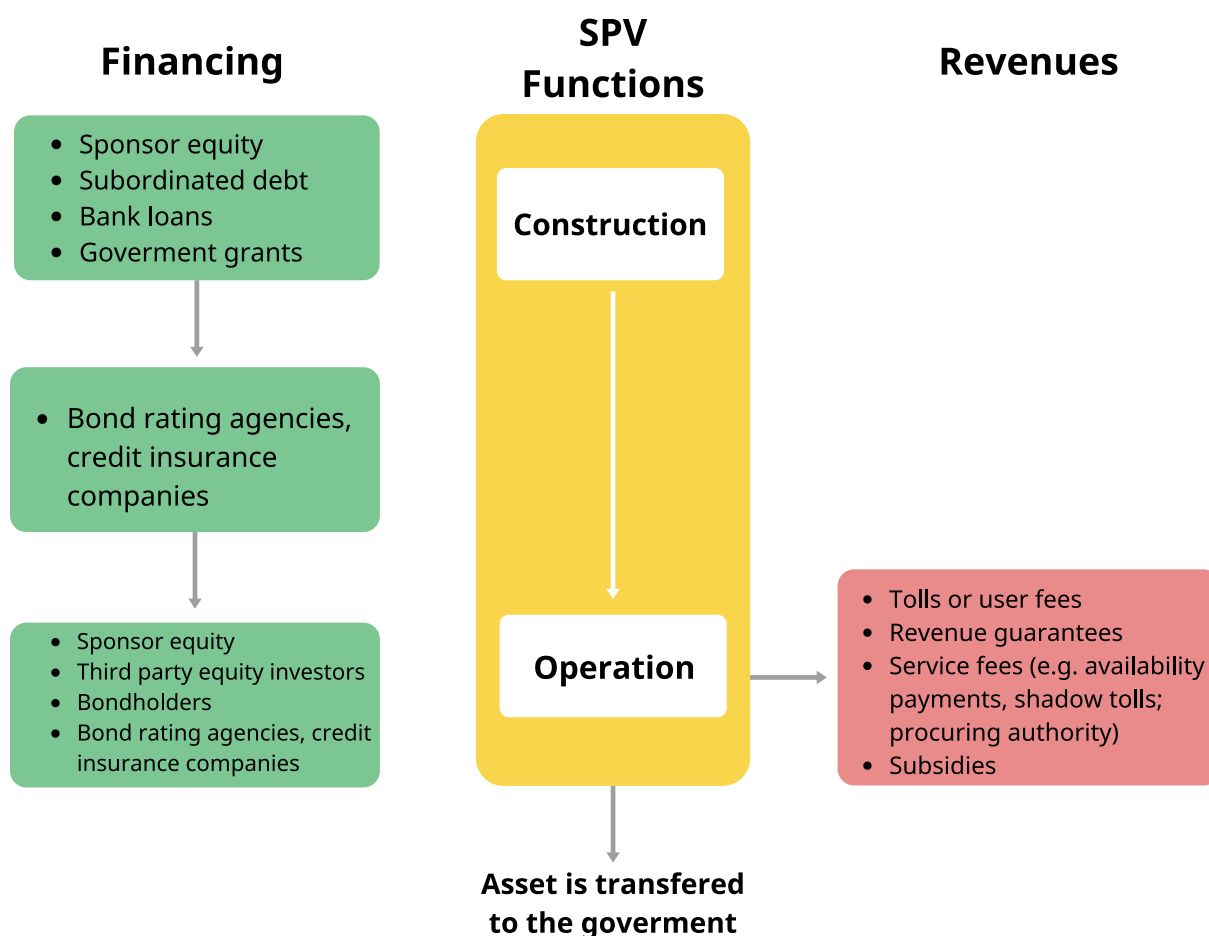 Financing
SPV
Functions
Revenues
• Sponsor equity
• Subordinated debt
• Bank loans
• Goverment grants
• Bond rating agencies,
credit insurance
companies
• Sponsor equity
• Third party equity investors
• Bondholders
• Bond rating agencies, credit
insurance companies
Construction
Operation
• Tolls or user fees
• Revenue guarantees
• Service fees (e.g. availability
payments, shadow tolls;
procuring authority)
• Subsidies
Asset is transfered
to the goverment